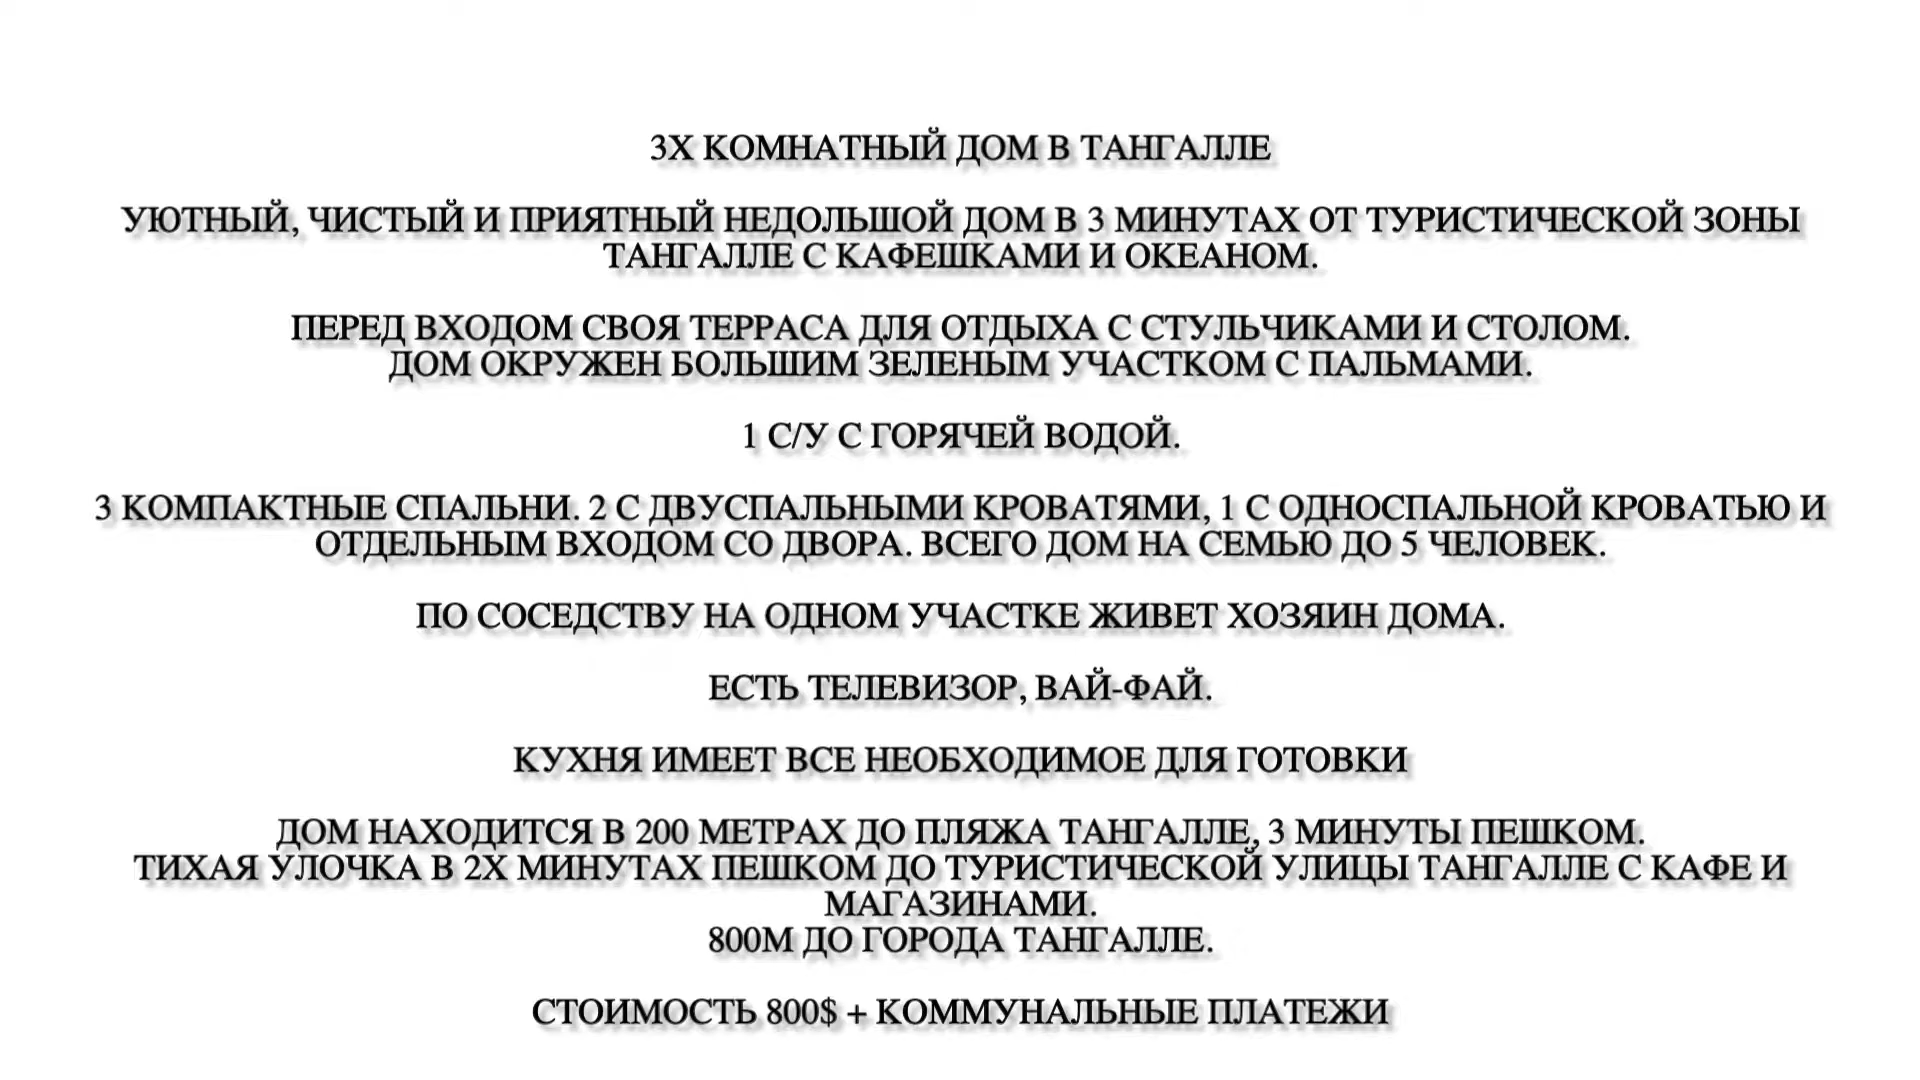 3Х КОМНАТНЫЙ ДОМ В ТАНГАЛЛЕ
УЮТНЫЙ, ЧИСТЫЙ И ПРИЯТНЫЙ НЕДОЛЬШОЙ ДОМ В 3 МИНУТАХ ОТ ТУРИСТИЧЕСКОЙ ЗОНЫ
ТАНГАЛЛЕ С КАФЕШКАМИ И ОКЕАНОМ.
ПЕРЕД ВХОДОМ СВОЯ ТЕРРАСА ДЛЯ ОТДЫХА С СТУЛЬЧИКАМИ И СТОЛОМ.
ДОМ ОКРУЖЕН БОЛЬШИМ ЗЕЛЕНЫМ УЧАСТКОМ С ПАЛЬМАМИ.
1 С/У С ГОРЯЧЕЙ ВОДОЙ.
3 КОМПАКТНЫЕ СПАЛЬНИ. 2 С ДВУСПАЛЬНЫМИ КРОВАТЯМИ, 1 С ОДНОСПАЛЬНОЙ КРОВАТЬЮ И
ОТДЕЛЬНЫМ ВХОДОМ СО ДВОРА. ВСЕГО ДОМ НА СЕМЬЮ ДО 5 ЧЕЛОВЕК.
ПО СОСЕДСТВУ НА ОДНОМ УЧАСТКЕ ЖИВЕТ ХОЗЯИН ДОМА.
ЕСТЬ ТЕЛЕВИЗОР, ВАЙ-ФАЙ.
КУХНЯ ИМЕЕТ ВСЕ НЕОБХОДИМОЕ ДЛЯ ГОТОВКИ
ДОМ НАХОДИТСЯ В 200 МЕТРАХ ДО ПЛЯЖА ТАНГАЛЛЕ, 3 МИНУТЫ ПЕШКОМ.
ТИХАЯ УЛОЧКА В 2Х МИНУТАХ ПЕШКОМ ДО ТУРИСТИЧЕСКОЙ УЛИЦЫ ТАНГАЛЛЕ С КАФЕ И
МАГАЗИНАМИ.
800М ДО ГОРОДА ТАНГАЛЛЕ.
СТОИМОСТЬ 800$ + КОММУНАЛЬНЫЕ ПЛАТЕЖИ